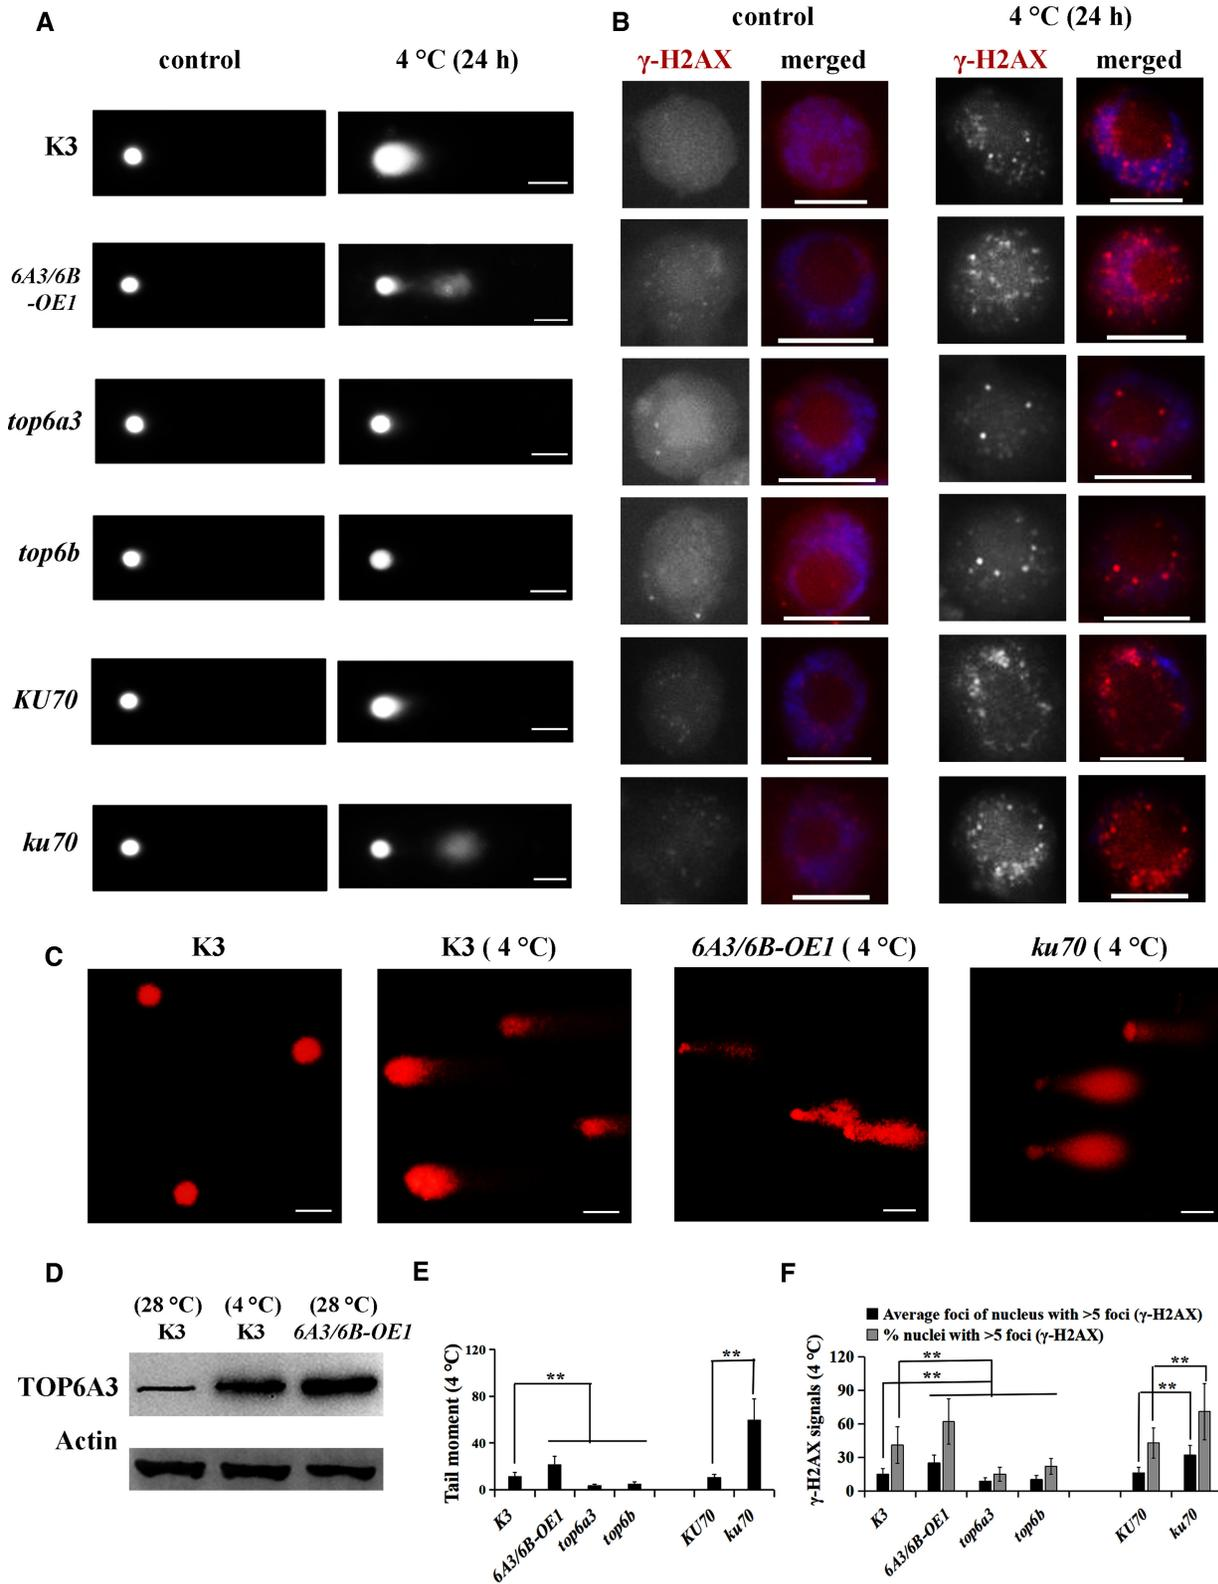 A
control
4 °C (24 h)
K3
6A3/6B
-OE1
top6a3
top6b
KU70
ku70
B
control
4 °C (24 h)
γ-H2AX
merged
γ-H2AX
merged
C
K3
K3 ( 4 °C)
6A3/6B-OE1 ( 4 °C)
ku70 ( 4 °C)
D
(28 °C)
(4 °C)
(28 °C)
K3
K3
6A3/6B-OE1
TOP6A3
Actin
E
Tail moment (4 °C)
120
80
40
0
**
**
K3
6A3/6B-OE1
top6a3
top6b
KU70
ku70
F
Average foci of nucleus with >5 foci (γ-H2AX)
% nuclei with >5 foci (γ-H2AX)
γ-H2AX signals (4 °C)
120
90
60
30
0
**
**
**
**
K3
6A3/6B-OE1
top6a3
top6b
KU70
ku70